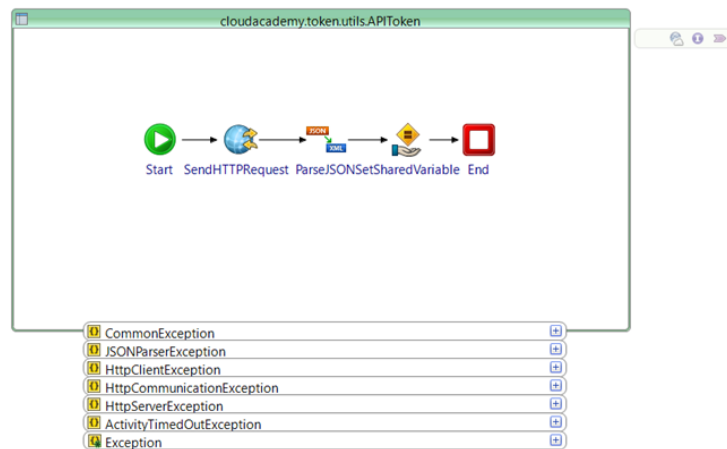 cloudacademy.token.utils.APIToken
JSON
XML
Start SendHTTPRequest ParseJSONSetSharedVariable End
CommonException
JSONParserException
HttpClientException
HttpCommunicationException
HttpServerException
ActivityTimedOutException
Exception